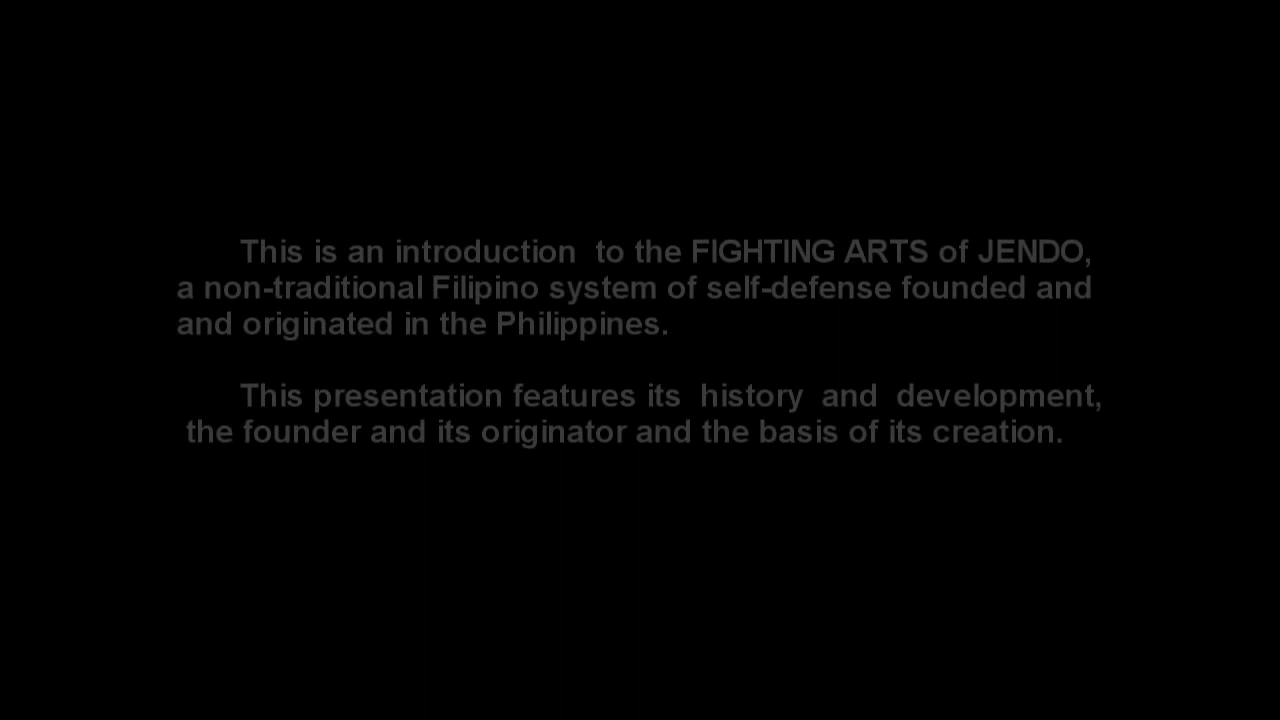 This is an introduction to the FIGHTING ARTS of JENDO,
a non-traditional Filipino system of self-defense founded and
and originated in the Philippines.
This presentation features its history and development,
the founder and its originator and the basis of its creation.